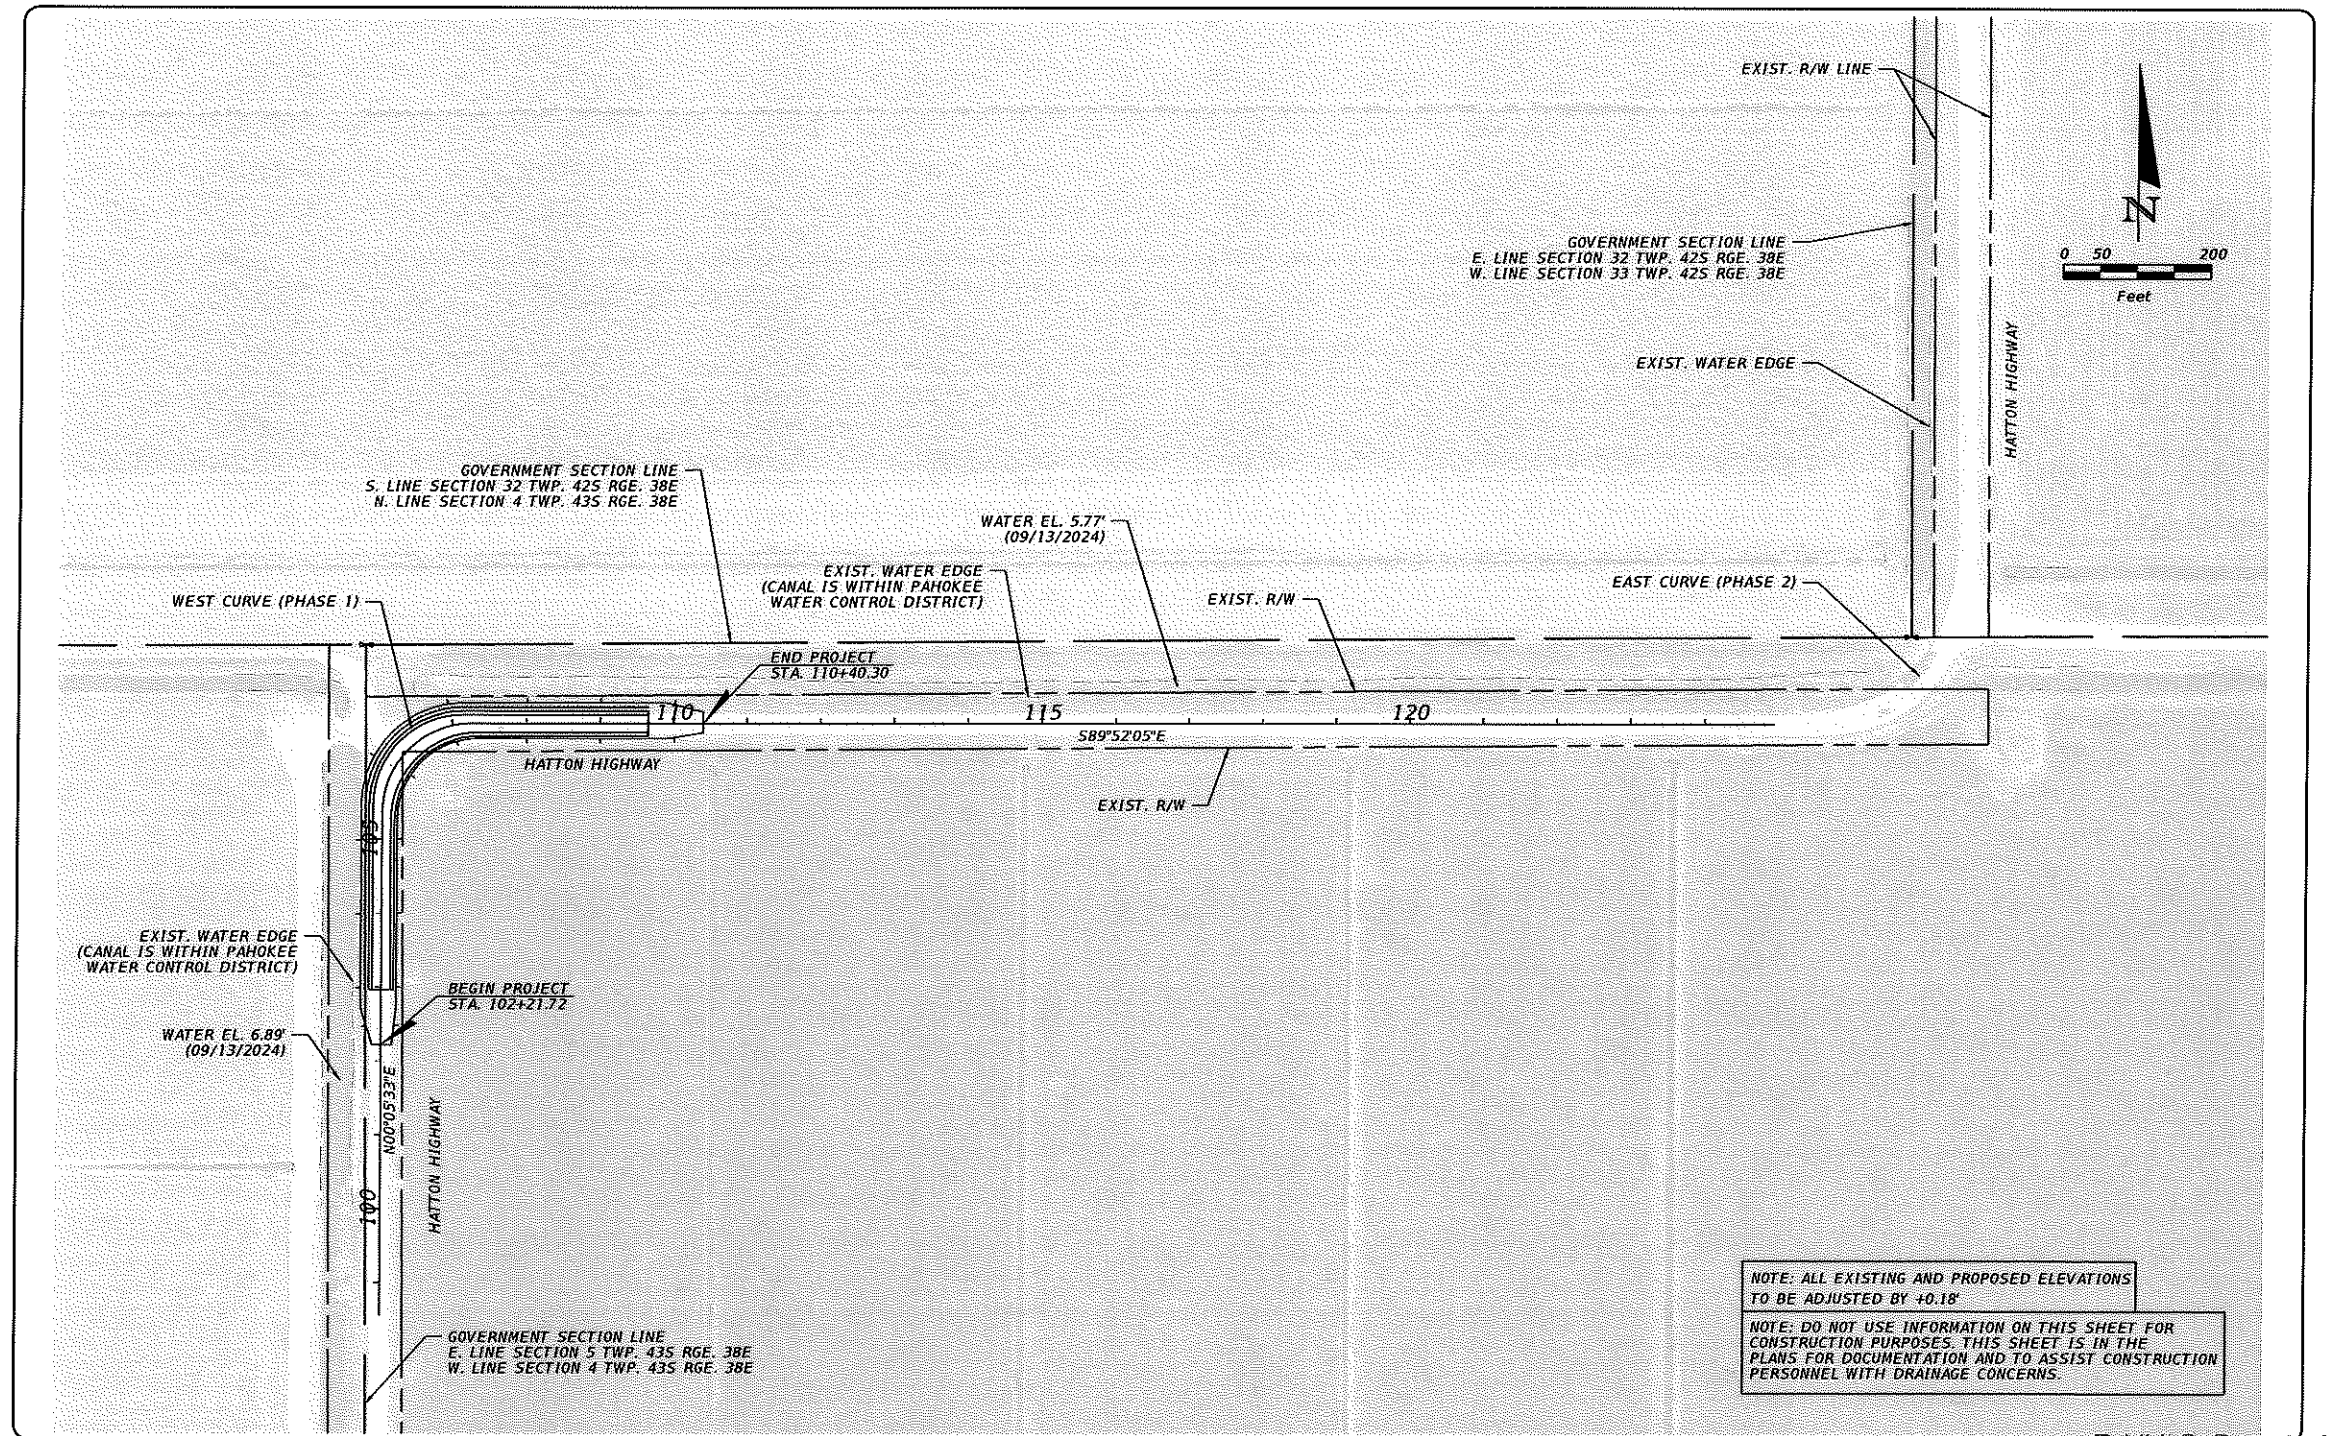 EXIST. R/W LINE
N
0 50 200
Feet
GOVERNMENT SECTION LINE
E. LINE SECTION 32 TWP. 42S RGE. 38E
W. LINE SECTION 33 TWP. 42S RGE. 38E
HATTON HIGHWAY
EXIST. WATER EDGE
GOVERNMENT SECTION LINE
S. LINE SECTION 32 TWP. 42S RGE. 38E
N. LINE SECTION 4 TWP. 43S RGE. 38E
WATER EL. 5.77'
(09/13/2024)
EXIST. WATER EDGE
(CANAL IS WITHIN PAHOKEE
WATER CONTROL DISTRICT)
EXIST. R/W
EAST CURVE (PHASE 2)
WEST CURVE (PHASE 1)
END PROJECT
STA. 110+40.30
110
115
120
S89°52'05"E
HATTON HIGHWAY
EXIST. R/W
105
EXIST. WATER EDGE
(CANAL IS WITHIN PAHOKEE
WATER CONTROL DISTRICT)
BEGIN PROJECT
STA. 102+21.72
WATER EL. 6.89'
(09/13/2024)
N00°05'33"E
HATTON HIGHWAY
100
GOVERNMENT SECTION LINE
E. LINE SECTION 5 TWP. 43S RGE. 38E
W. LINE SECTION 4 TWP. 43S RGE. 38E
NOTE: ALL EXISTING AND PROPOSED ELEVATIONS
TO BE ADJUSTED BY +0.18'
NOTE: DO NOT USE INFORMATION ON THIS SHEET FOR
CONSTRUCTION PURPOSES. THIS SHEET IS IN THE
PLANS FOR DOCUMENTATION AND TO ASSIST CONSTRUCTION
PERSONNEL WITH DRAINAGE CONCERNS.